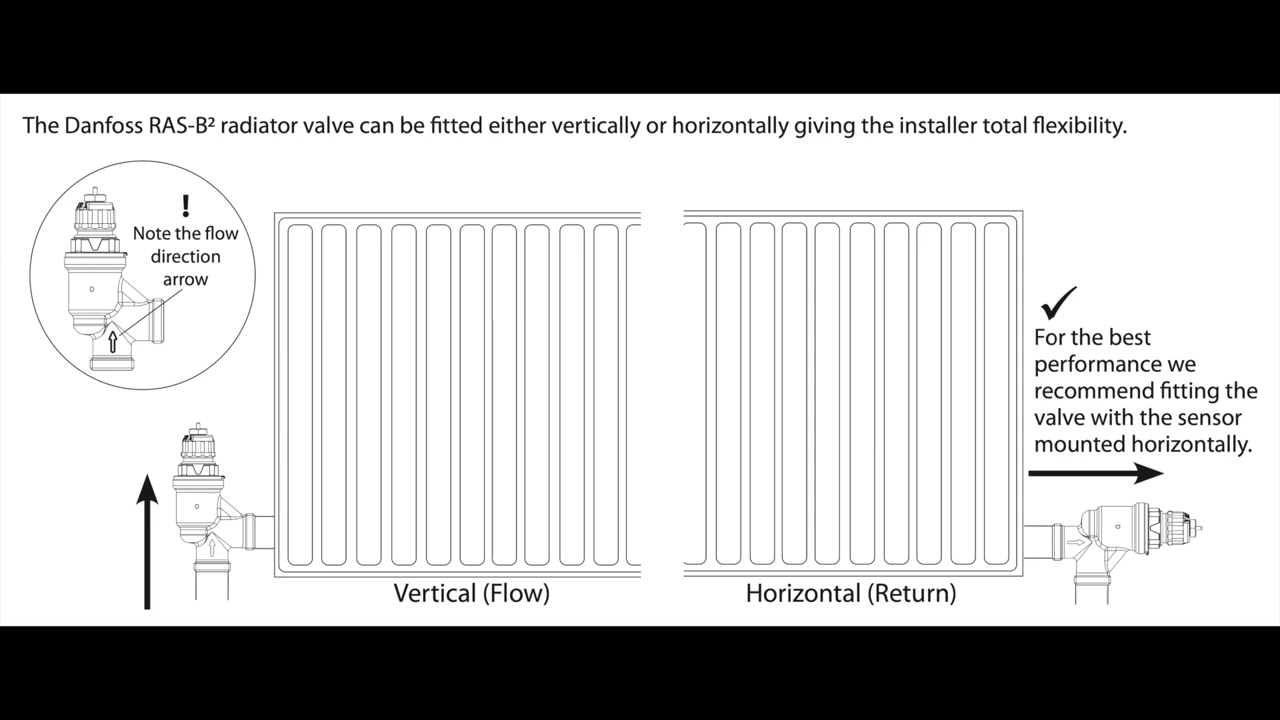 The Danfoss RAS-B² radiator valve can be fitted either vertically or horizontally giving the installer total flexibility.
!
Note the flow
direction
arrow
D
D
For the best
performance we
recommend fitting the
valve with the sensor
mounted horizontally.
D
Vertical (Flow)
Horizontal (Return)